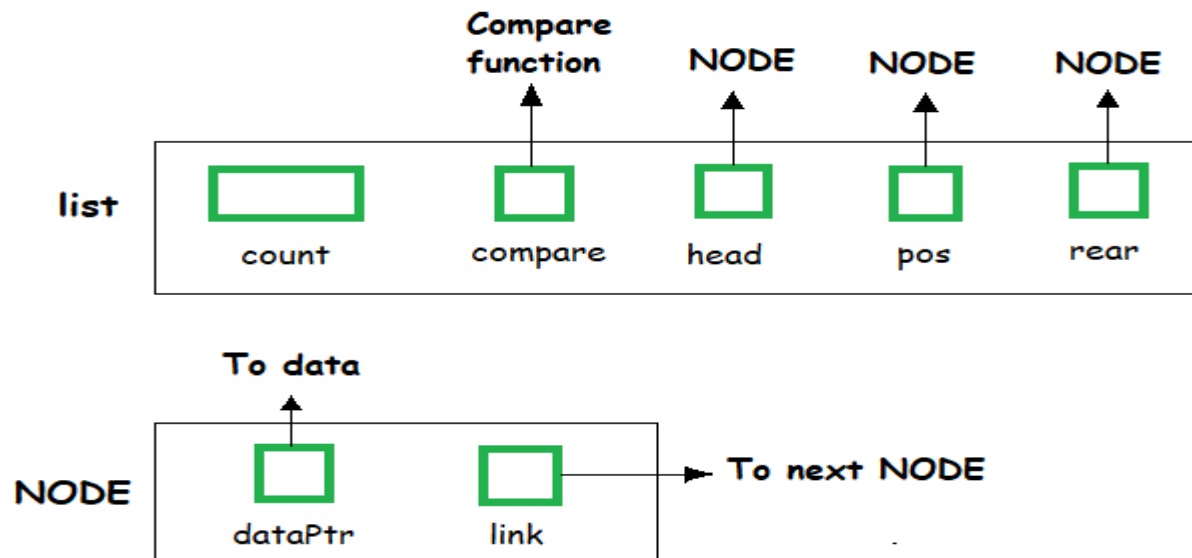 Compare
function
NODE
NODE
NODE
list
count
compare
head
pos
rear
To data
NODE
dataPtr
link
To next NODE